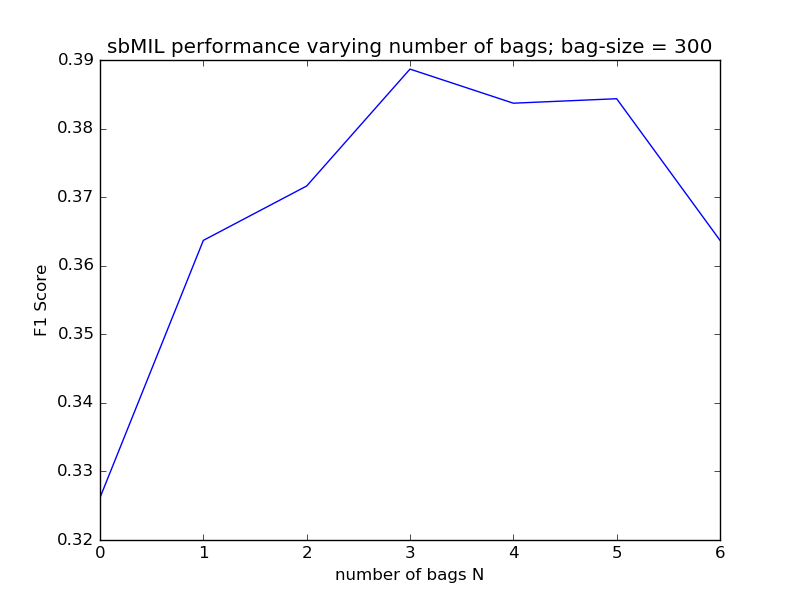 sbMIL performance varying number of bags; bag-size = 300
0.39
0.38
0.37
0.36
0.35
0.34
0.33
0.32
F1 Score
0 1 2 3 4 5 6
number of bags N